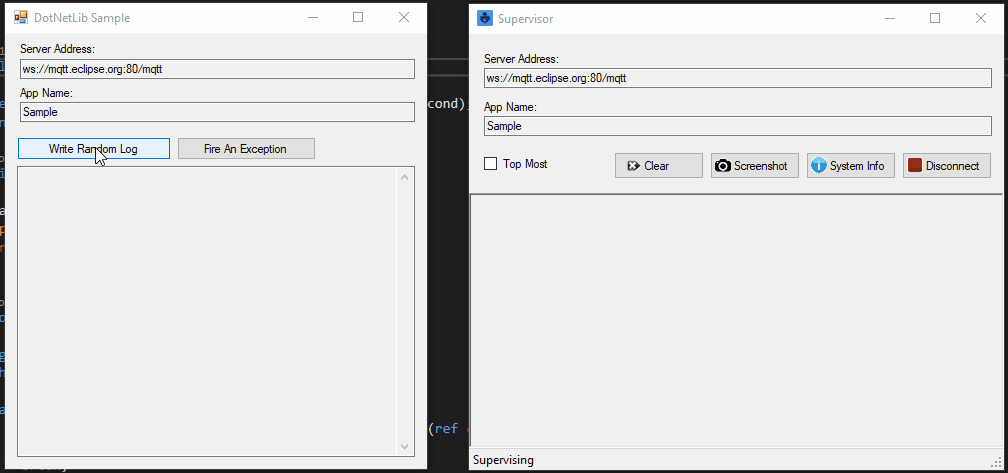 DotNetLib Sample
Server Address:
ws://mqtt.eclipse.org:80/mqtt
App Name:
Sample
Write Random Log
Fire An Exception
Supervisor
Server Address:
ws://mqtt.eclipse.org:80/mqtt
App Name:
Sample
Top Most
Clear
Screenshot
System Info
Disconnect
Supervising
cond);
(ref